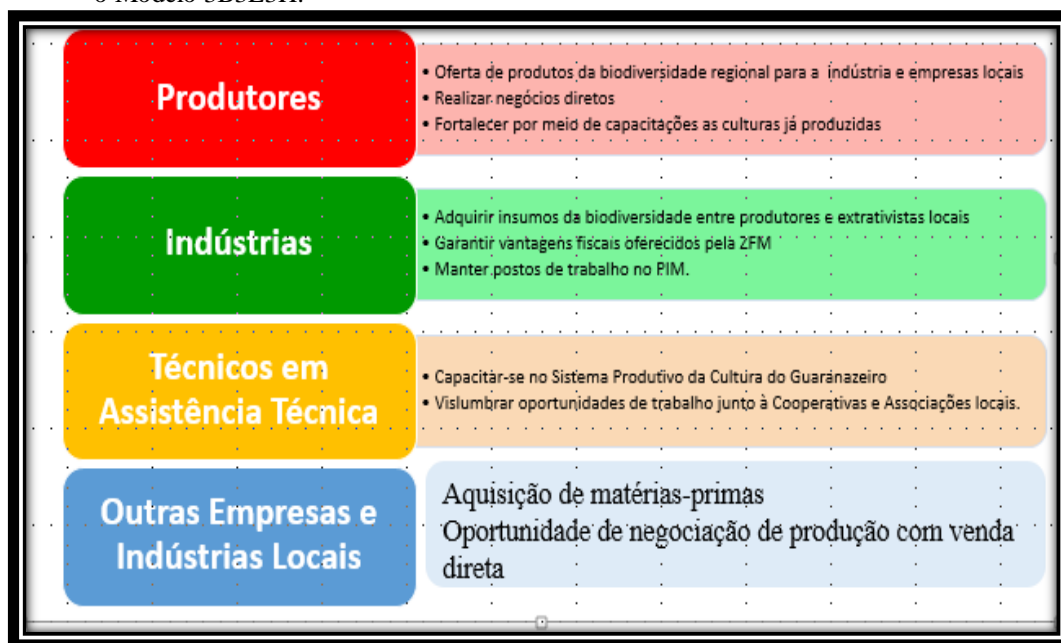 Produtores
• Oferta de produtos da biodiversidade regional para a indústria e empresas locais
• Realizar negócios diretos
• Fortalecer por meio de capacitações as culturas já produzidas
Indústrias
• Adquirir insumos da biodiversidade entre produtores e extrativistas locais
• Garantir vantagens fiscais oferecidos pela ZFM
• Manter postos de trabalho no PIM.
Técnicos em
Assistência Técnica
• Capacitar-se no Sistema Produtivo da Cultura do Guaranazeiro
• Vislumbrar oportunidades de trabalho junto à Cooperativas e Associações locais.
Outras Empresas e
Indústrias Locais
Aquisição de matérias-primas
Oportunidade de negociação de produção com venda
direta